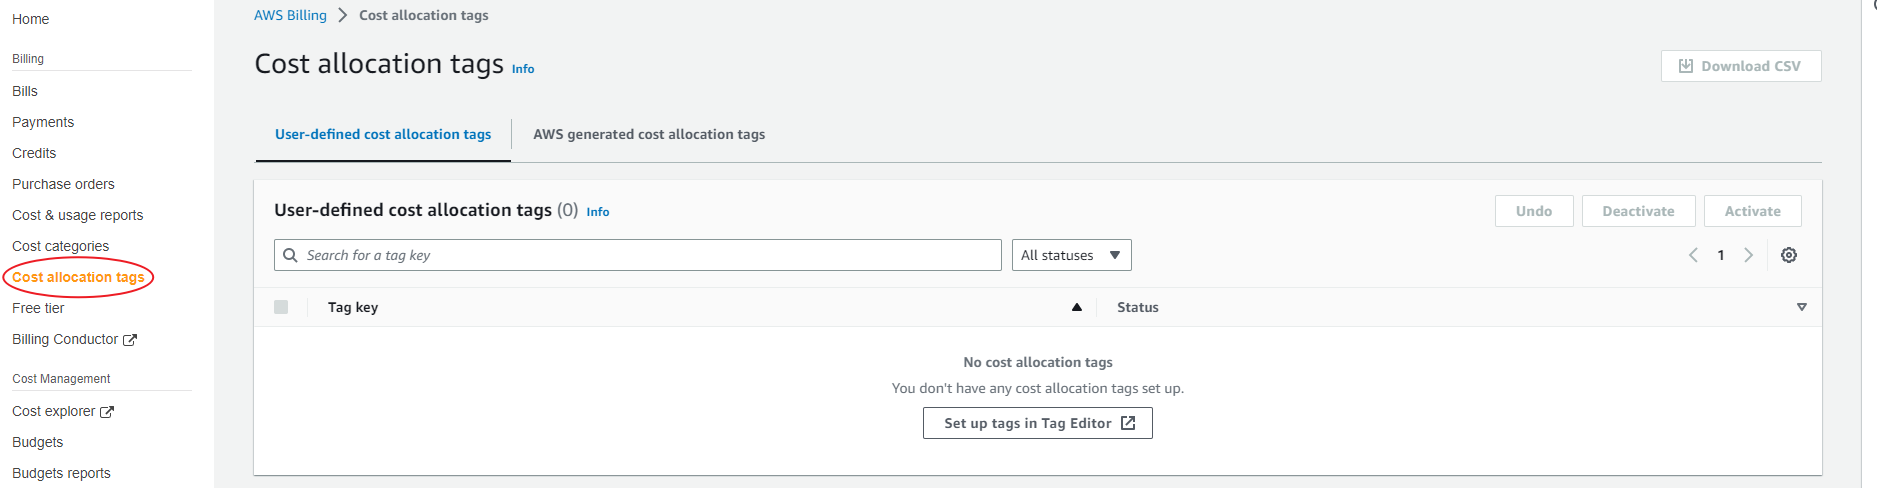 Home
Billing
Bills
Payments
Credits
Purchase orders
Cost & usage reports
Cost categories
Cost allocation tags
Free tier
Billing Conductor
Cost Management
Cost explorer
Budgets
Budgets reports
AWS Billing > Cost allocation tags
Cost allocation tags Info
Download CSV
User-defined cost allocation tags AWS generated cost allocation tags
User-defined cost allocation tags (0) Info
Undo Deactivate Activate
Search for a tag key All statuses
1
Tag key Status
No cost allocation tags
You don't have any cost allocation tags set up.
Set up tags in Tag Editor